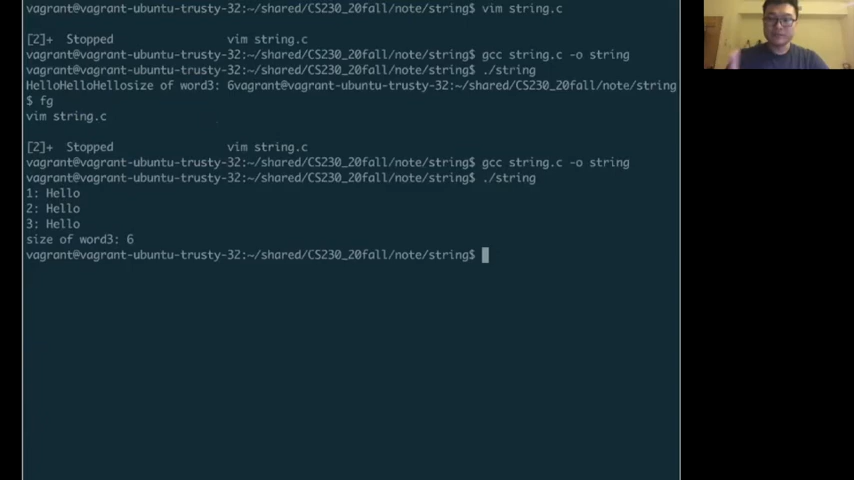 vagrant@vagrant-ubuntu-trusty-32:~/shared/CS230_20fall/note/string$ vim string.c
[2]+  Stopped                 vim string.c
vagrant@vagrant-ubuntu-trusty-32:~/shared/CS230_20fall/note/string$ gcc string.c -o string
vagrant@vagrant-ubuntu-trusty-32:~/shared/CS230_20fall/note/string$ ./string
HelloHelloHellosize of word3: 6vagrant@vagrant-ubuntu-trusty-32:~/shared/CS230_20fall/note/string
$ fg
vim string.c
[2]+  Stopped                 vim string.c
vagrant@vagrant-ubuntu-trusty-32:~/shared/CS230_20fall/note/string$ gcc string.c -o string
vagrant@vagrant-ubuntu-trusty-32:~/shared/CS230_20fall/note/string$ ./string
1: Hello
2: Hello
3: Hello
size of word3: 6
vagrant@vagrant-ubuntu-trusty-32:~/shared/CS230_20fall/note/string$